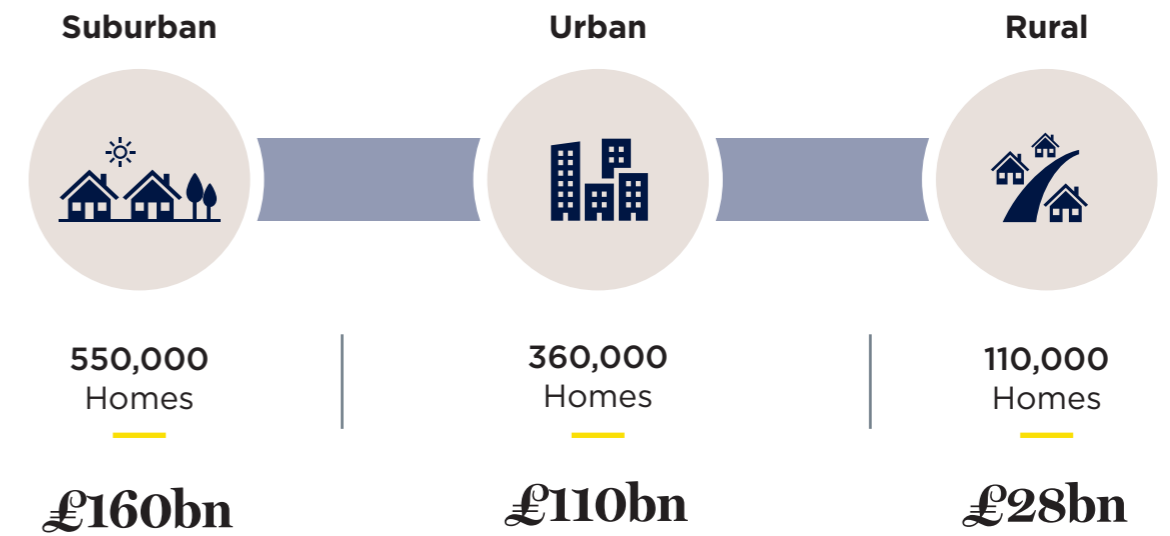 Suburban
Urban
Rural
550,000
Homes
360,000
Homes
110,000
Homes
£160bn
£110bn
£28bn